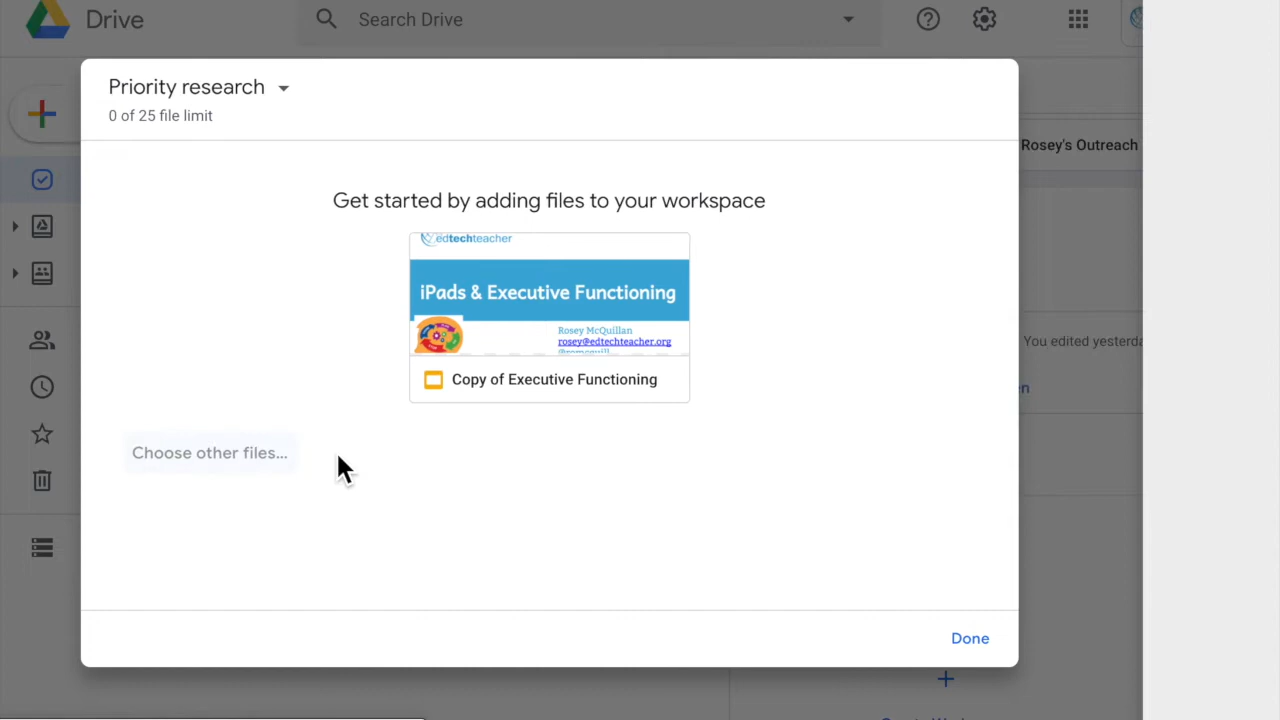 Drive
Search Drive
Priority research
0 of 25 file limit
Rosey's Outreach
Get started by adding files to your workspace
edtechteacher
iPads & Executive Functioning
Rosey McQuillan
rosey@edtechteacher.org
@romcquill
You edited yesterda
Copy of Executive Functioning
en
Choose other files...
Done